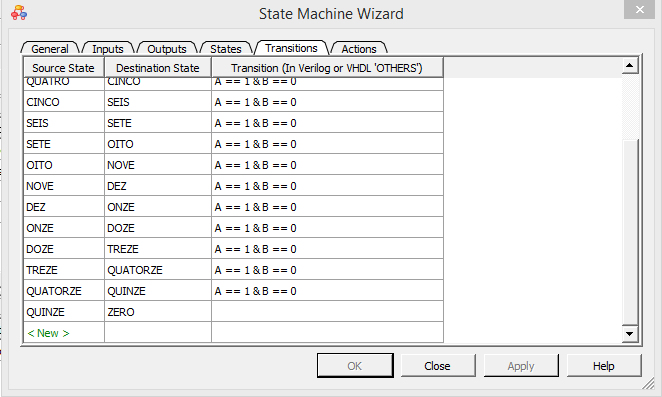 State Machine Wizard
General Inputs Outputs States Transitions Actions
Source State Destination State Transition (In Verilog or VHDL 'OTHERS')
QUATRO CINCO A == 1 & B == 0
CINCO SEIS A == 1 & B == 0
SEIS SETE A == 1 & B == 0
SETE OITO A == 1 & B == 0
OITO NOVE A == 1 & B == 0
NOVE DEZ A == 1 & B == 0
DEZ ONZE A == 1 & B == 0
ONZE DOZE A == 1 & B == 0
DOZE TREZE A == 1 & B == 0
TREZE QUATORZE A == 1 & B == 0
QUATORZE QUINZE A == 1 & B == 0
QUINZE ZERO
< New >
OK Close Apply Help